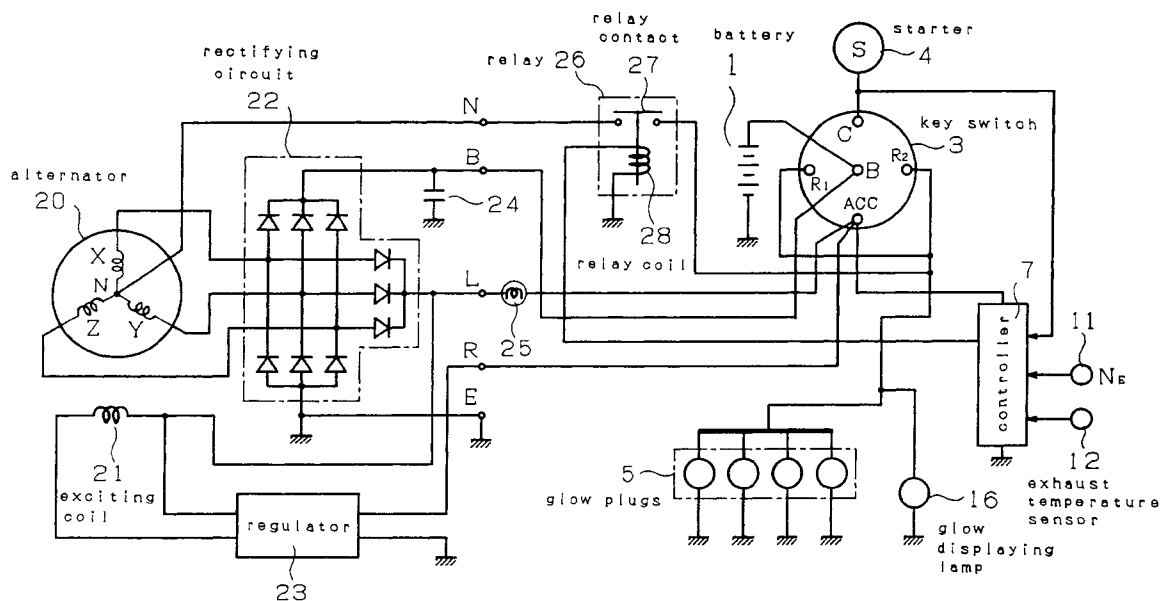 relay
contact
27
battery
1
S
starter
4
rectifying
circuit
22
relay 26
N
C
key switch
3
B
R1
B
R2
ACC
alternator
20
24
28
relay coil
X
N
Z
Y
L
25
7
controller
R
E
11
NE
12
exhaust
temperature
sensor
21
exciting
coil
5
glow plugs
16
glow
displaying
lamp
regulator
23